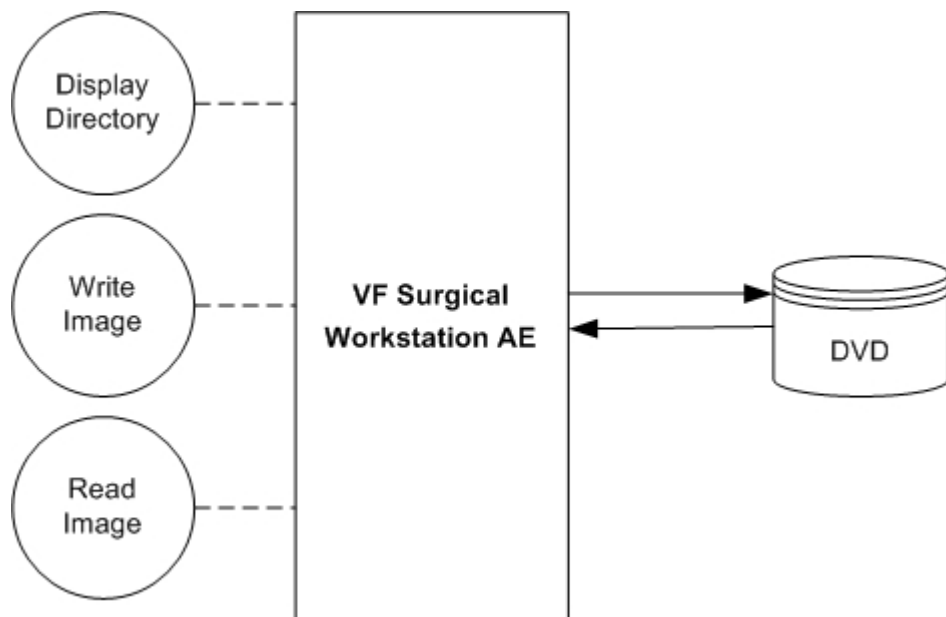 Display
Directory
Write
Image
Read
Image
VF Surgical
Workstation AE
DVD